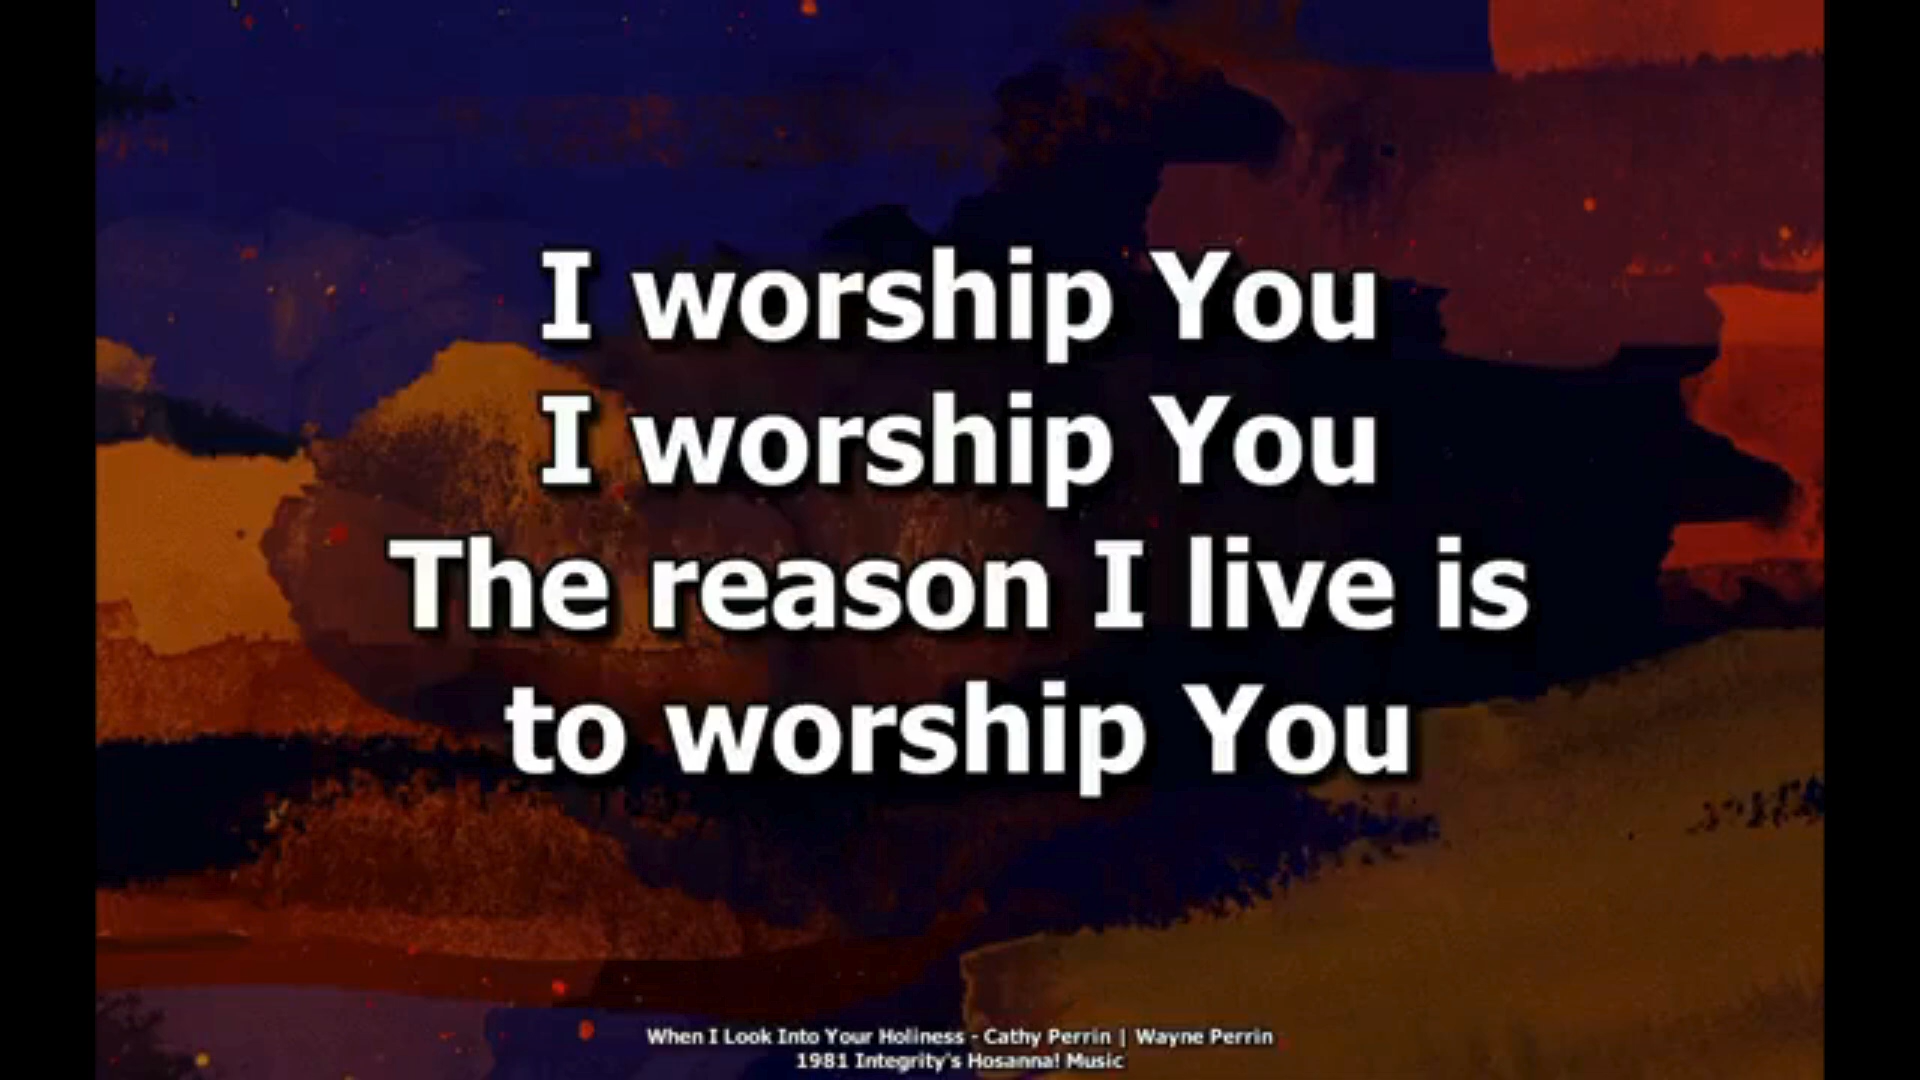 I worship You
I worship You
The reason I live is
to worship You
When I Look Into Your Holiness - Cathy Perrin | Wayne Perrin
1981 Integrity's Hosanna! Music